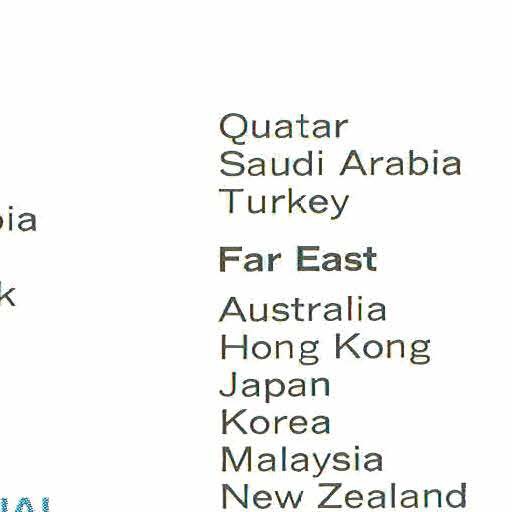 Quatar
Saudi Arabia
Turkey
Far East
Australia
Hong Kong
Japan
Korea
Malaysia
New Zealand